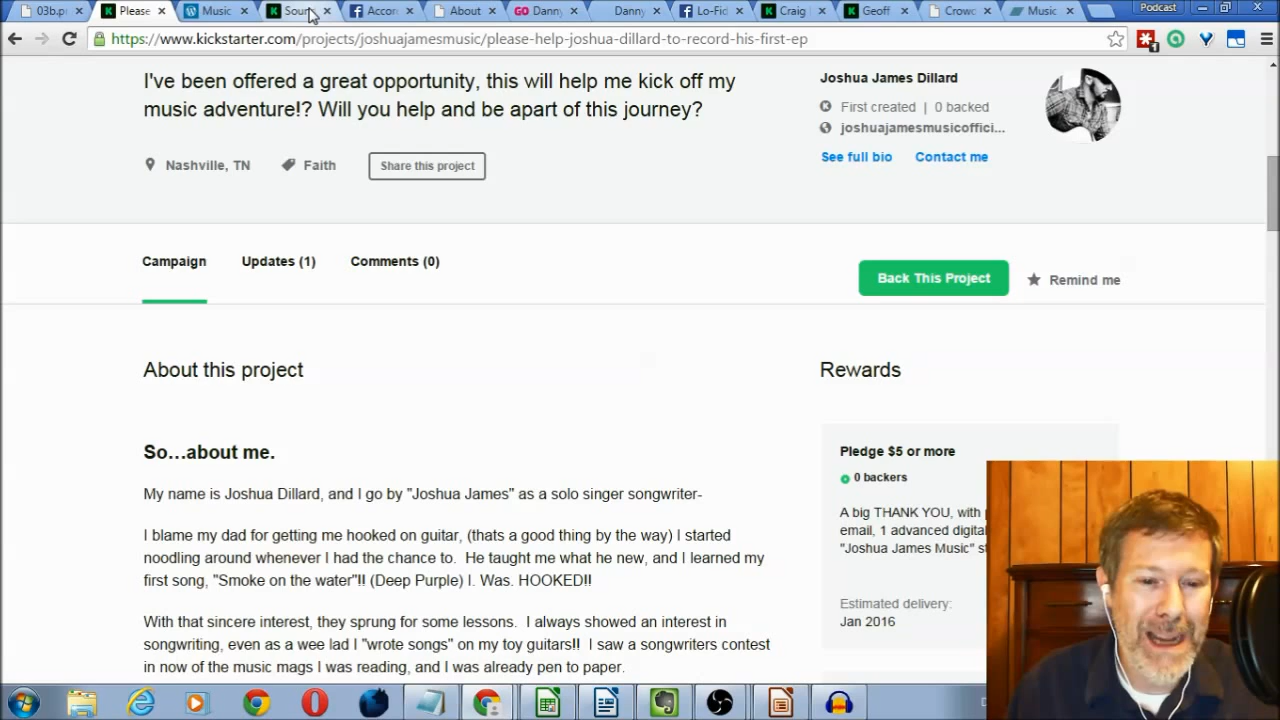 03b.p
Please
Music
Soun
Accor
About
GO Danny
Danny
Lo-Fid
Craig
Geoff
Crowd
Music
Podcast
https://www.kickstarter.com/projects/joshuajamesmusic/please-help-joshua-dillard-to-record-his-first-ep
I've been offered a great opportunity, this will help me kick off my
music adventure!? Will you help and be apart of this journey?
Nashville, TN
Faith
Share this project
Joshua James Dillard
First created | 0 backed
joshuajamesmusicoffici...
See full bio
Contact me
Campaign
Updates (1)
Comments (0)
Back This Project
Remind me
About this project
So…about me.
My name is Joshua Dillard, and I go by "Joshua James" as a solo singer songwriter-
I blame my dad for getting me hooked on guitar, (thats a good thing by the way) I started
noodling around whenever I had the chance to.  He taught me what he new, and I learned my
first song, "Smoke on the water"!! (Deep Purple) I. Was. HOOKED!!
With that sincere interest, they sprung for some lessons.  I always showed an interest in
songwriting, even as a wee lad I "wrote songs" on my toy guitars!!  I saw a songwriters contest
in now of the music mags I was reading, and I was already pen to paper.
Rewards
Pledge $5 or more
0 backers
A big THANK YOU, with
email, 1 advanced digita
"Joshua James Music" s
Estimated delivery:
Jan 2016